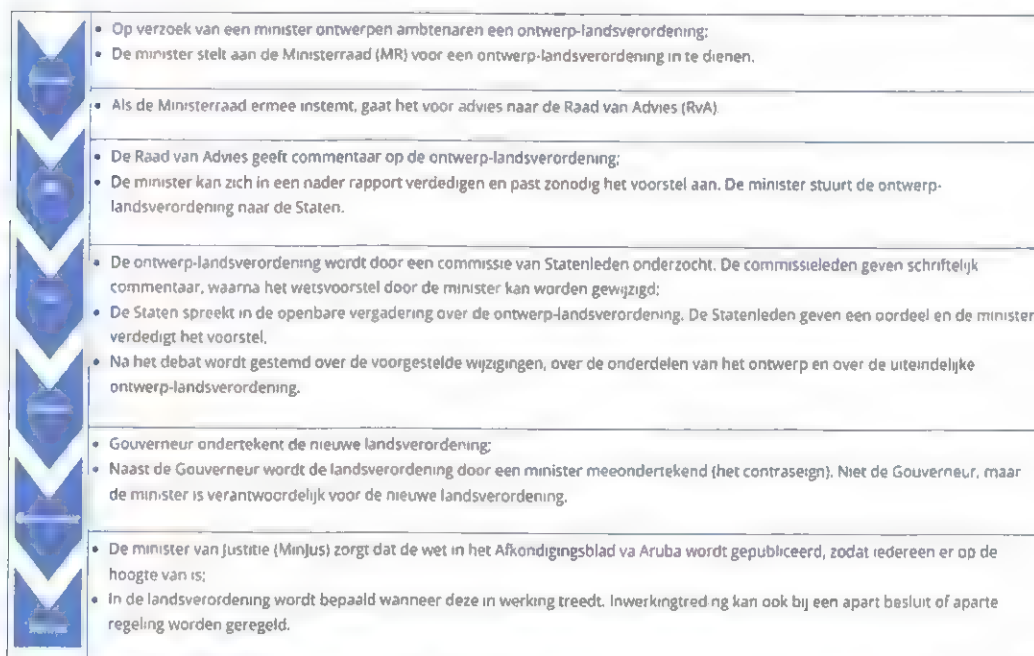 • Op verzoek van een minister ontwerpen ambtenaren een ontwerp-landsverordening;
• De minister stelt aan de Ministerraad (MR) voor een ontwerp-landsverordening in te dienen.
• Als de Ministerraad ermee instemt, gaat het voor advies naar de Raad van Advies (RvA)
• De Raad van Advies geeft commentaar op de ontwerp-landsverordening;
• De minister kan zich in een nader rapport verdedigen en past zonodig het voorstel aan. De minister stuurt de ontwerp-
landsverordening naar de Staten.
• De ontwerp-landsverordening wordt door een commissie van Statenleden onderzocht. De commissieleden geven schriftelijk
commentaar, waarna het wetsvoorstel door de minister kan worden gewijzigd;
• De Staten spreekt in de openbare vergadering over de ontwerp-landsverordening. De Statenleden geven een oordeel en de minister
verdedigt het voorstel.
• Na het debat wordt gestemd over de voorgestelde wijzigingen, over de onderdelen van het ontwerp en over de uiteindelijke
ontwerp-landsverordening.
• Gouverneur ondertekent de nieuwe landsverordening;
• Naast de Gouverneur wordt de landsverordening door een minister meeondertekend (het contraseign). Niet de Gouverneur, maar
de minister is verantwoordelijk voor de nieuwe landsverordening.
• De minister van Justitie (MinJus) zorgt dat de wet in het Afkondigingsblad va Aruba wordt gepubliceerd, zodat iedereen er op de
hoogte van is;
• In de landsverordening wordt bepaald wanneer deze in werking treedt. Inwerkingtreding kan ook bij een apart besluit of aparte
regeling worden geregeld.